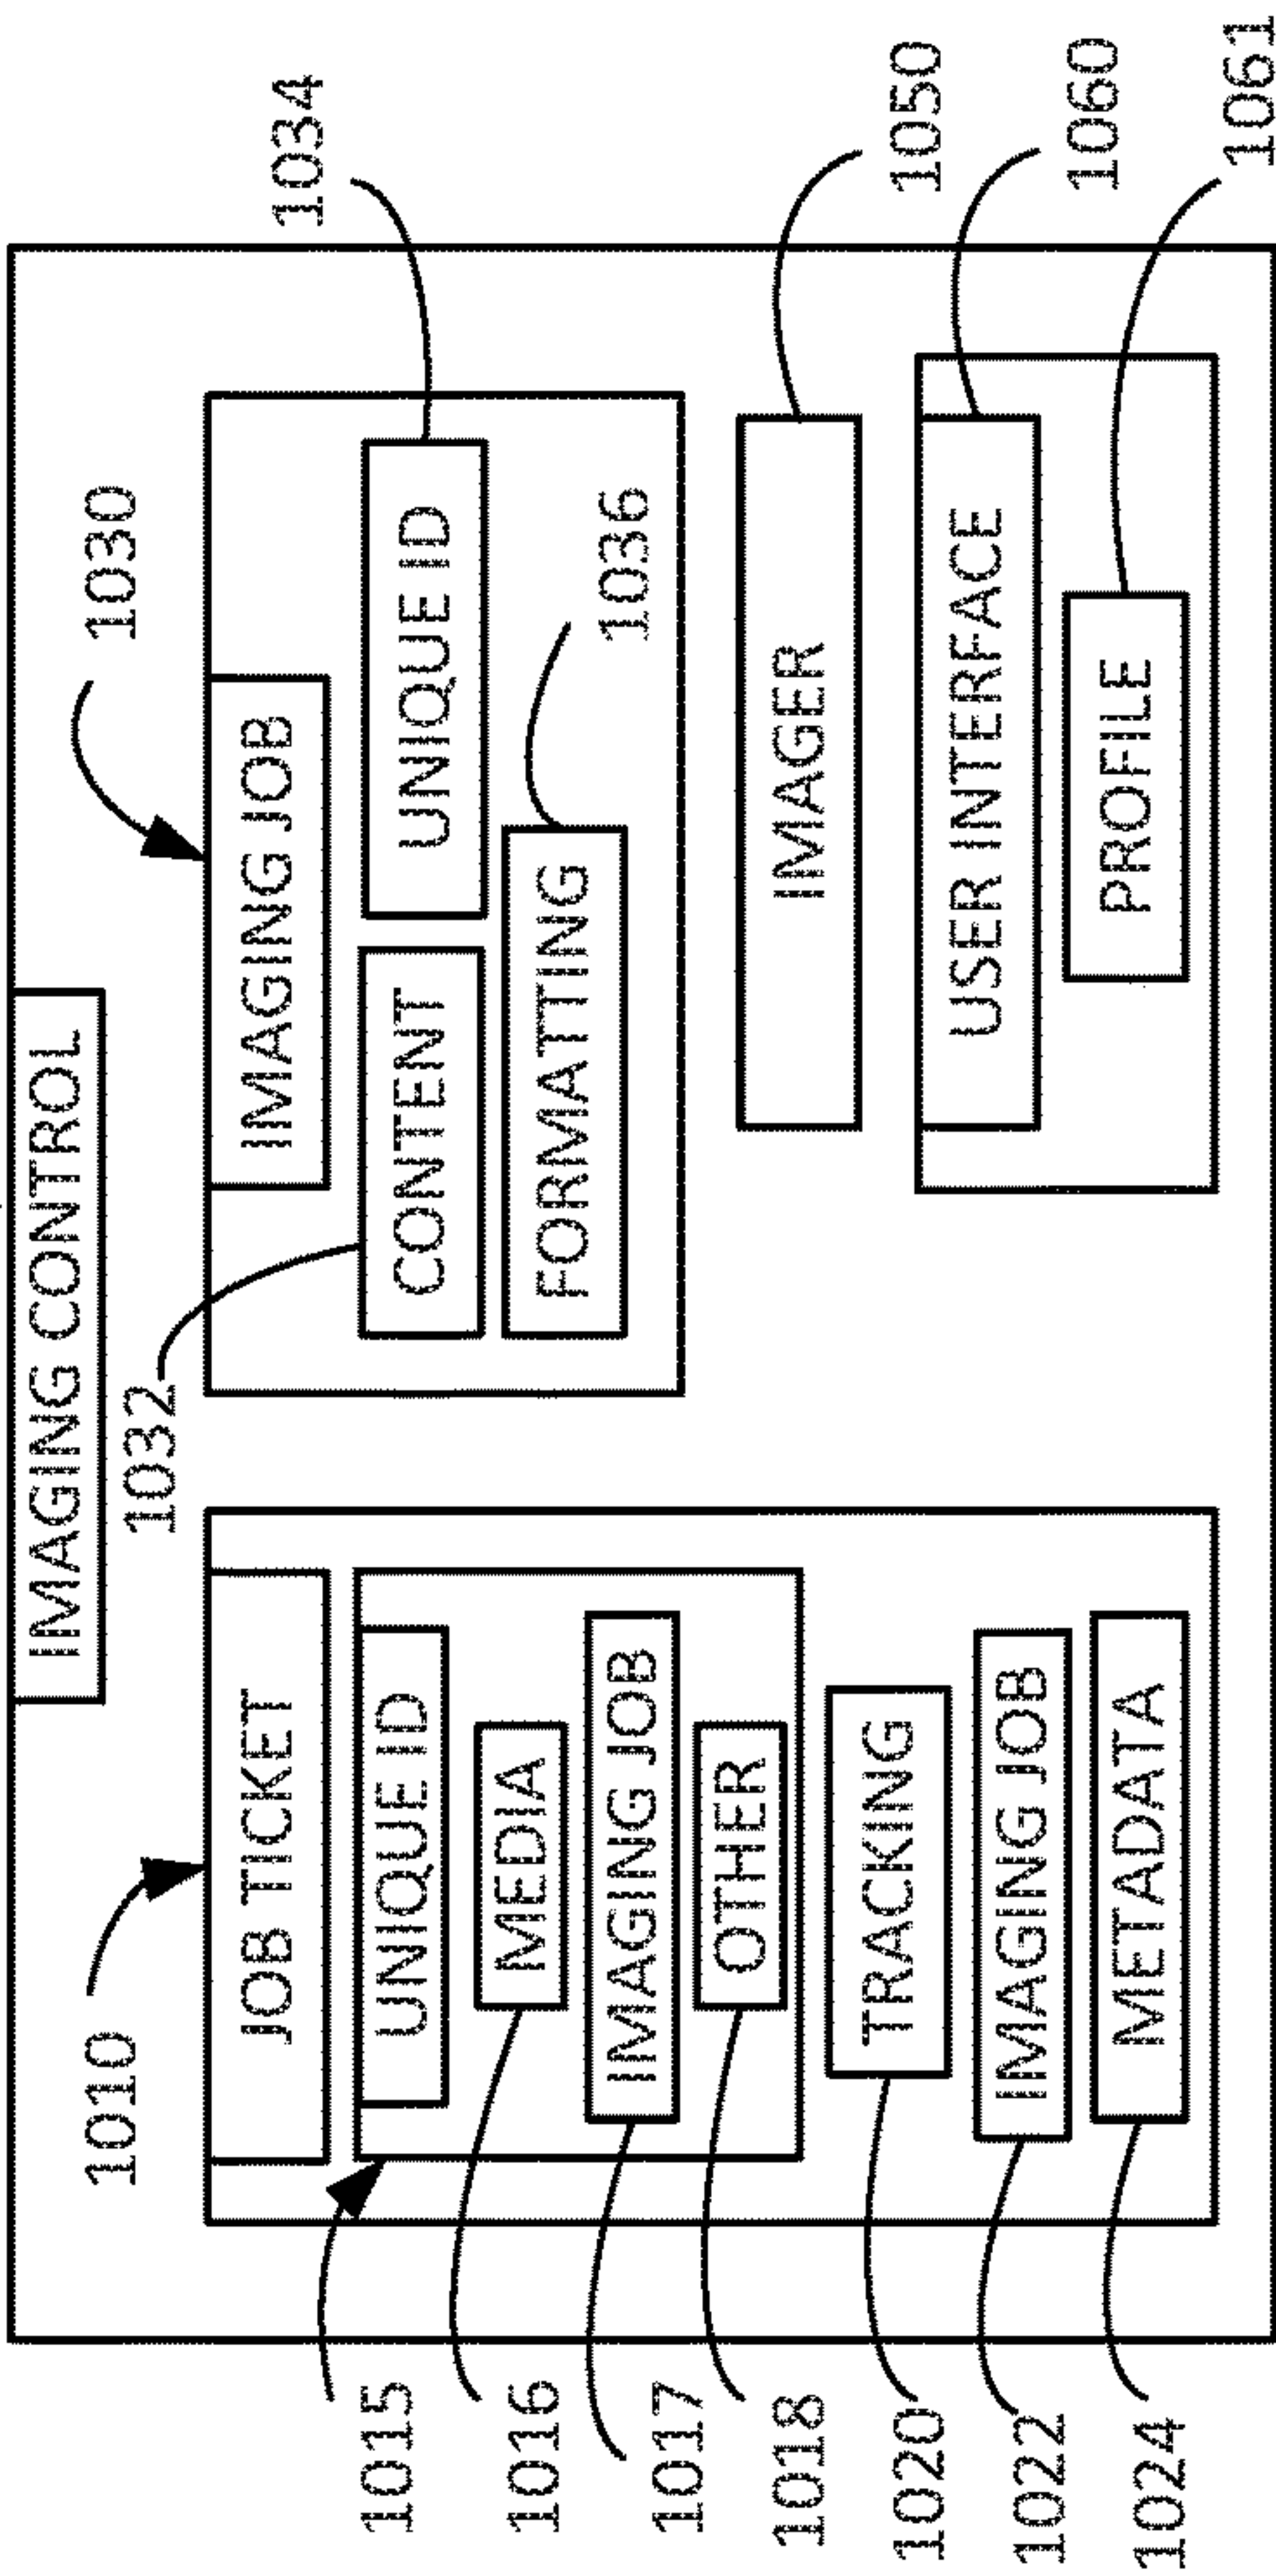 IMAGING CONTROL
1010
JOB TICKET
1015
UNIQUE ID
1016
MEDIA
1017
IMAGING JOB
1018
OTHER
1020
TRACKING
1022
IMAGING JOB
1024
METADATA
1030
IMAGING JOB
1032
CONTENT
1034
UNIQUE ID
1036
FORMATTING
1050
IMAGER
1060
USER INTERFACE
1061
PROFILE